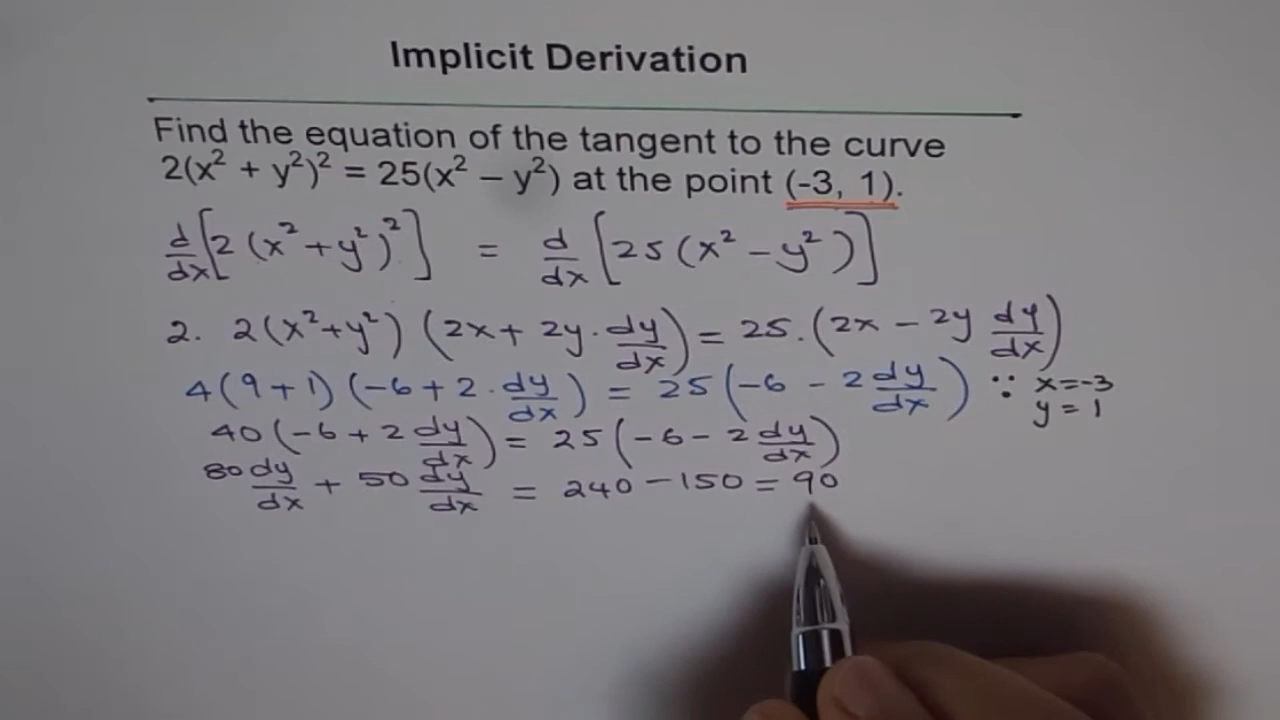 Implicit Derivation
Find the equation of the tangent to the curve
2(x² + y²)² = 25(x² – y²) at the point (-3, 1).
d/dx [2 (x² + y²)²] = d/dx [25 (x² – y²)]
2. 2(x² + y²) (2x + 2y · dy/dx) = 25. (2x – 2y dy/dx)
4(9 + 1) (-6 + 2 · dy/dx) = 25 (-6 – 2 dy/dx) ∵ x = -3
y = 1
40 (-6 + 2 dy/dx) = 25 (-6 - 2 dy/dx)
80 dy/dx + 50 dy/dx = 240 – 150 = 90